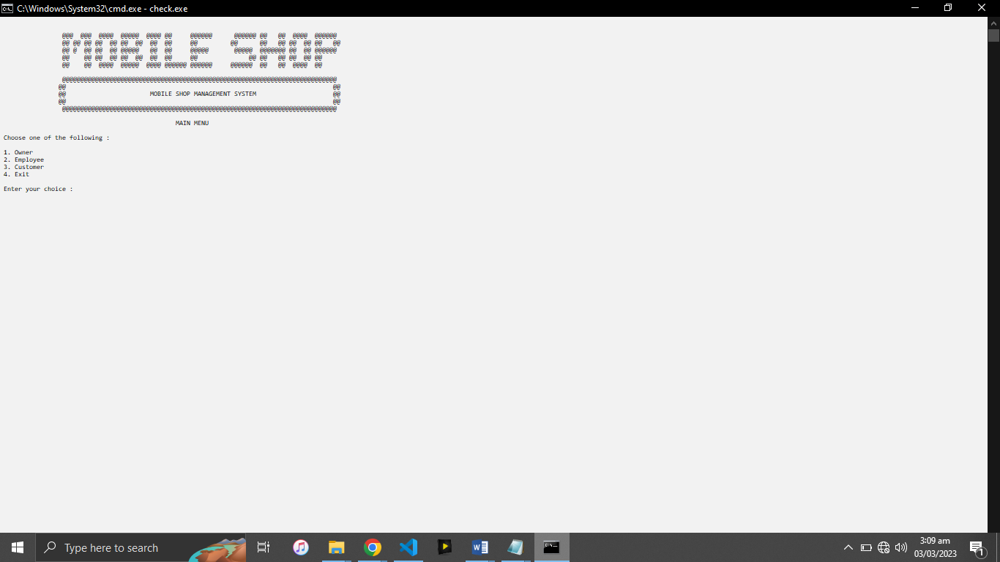 C:\Windows\System32\cmd.exe - check.exe
MOBILE SHOP
MOBILE SHOP MANAGEMENT SYSTEM
MAIN MENU
Choose one of the following :
1. Owner
2. Employee
3. Customer
4. Exit
Enter your choice :
Type here to search
3:09 am
03/03/2023
1